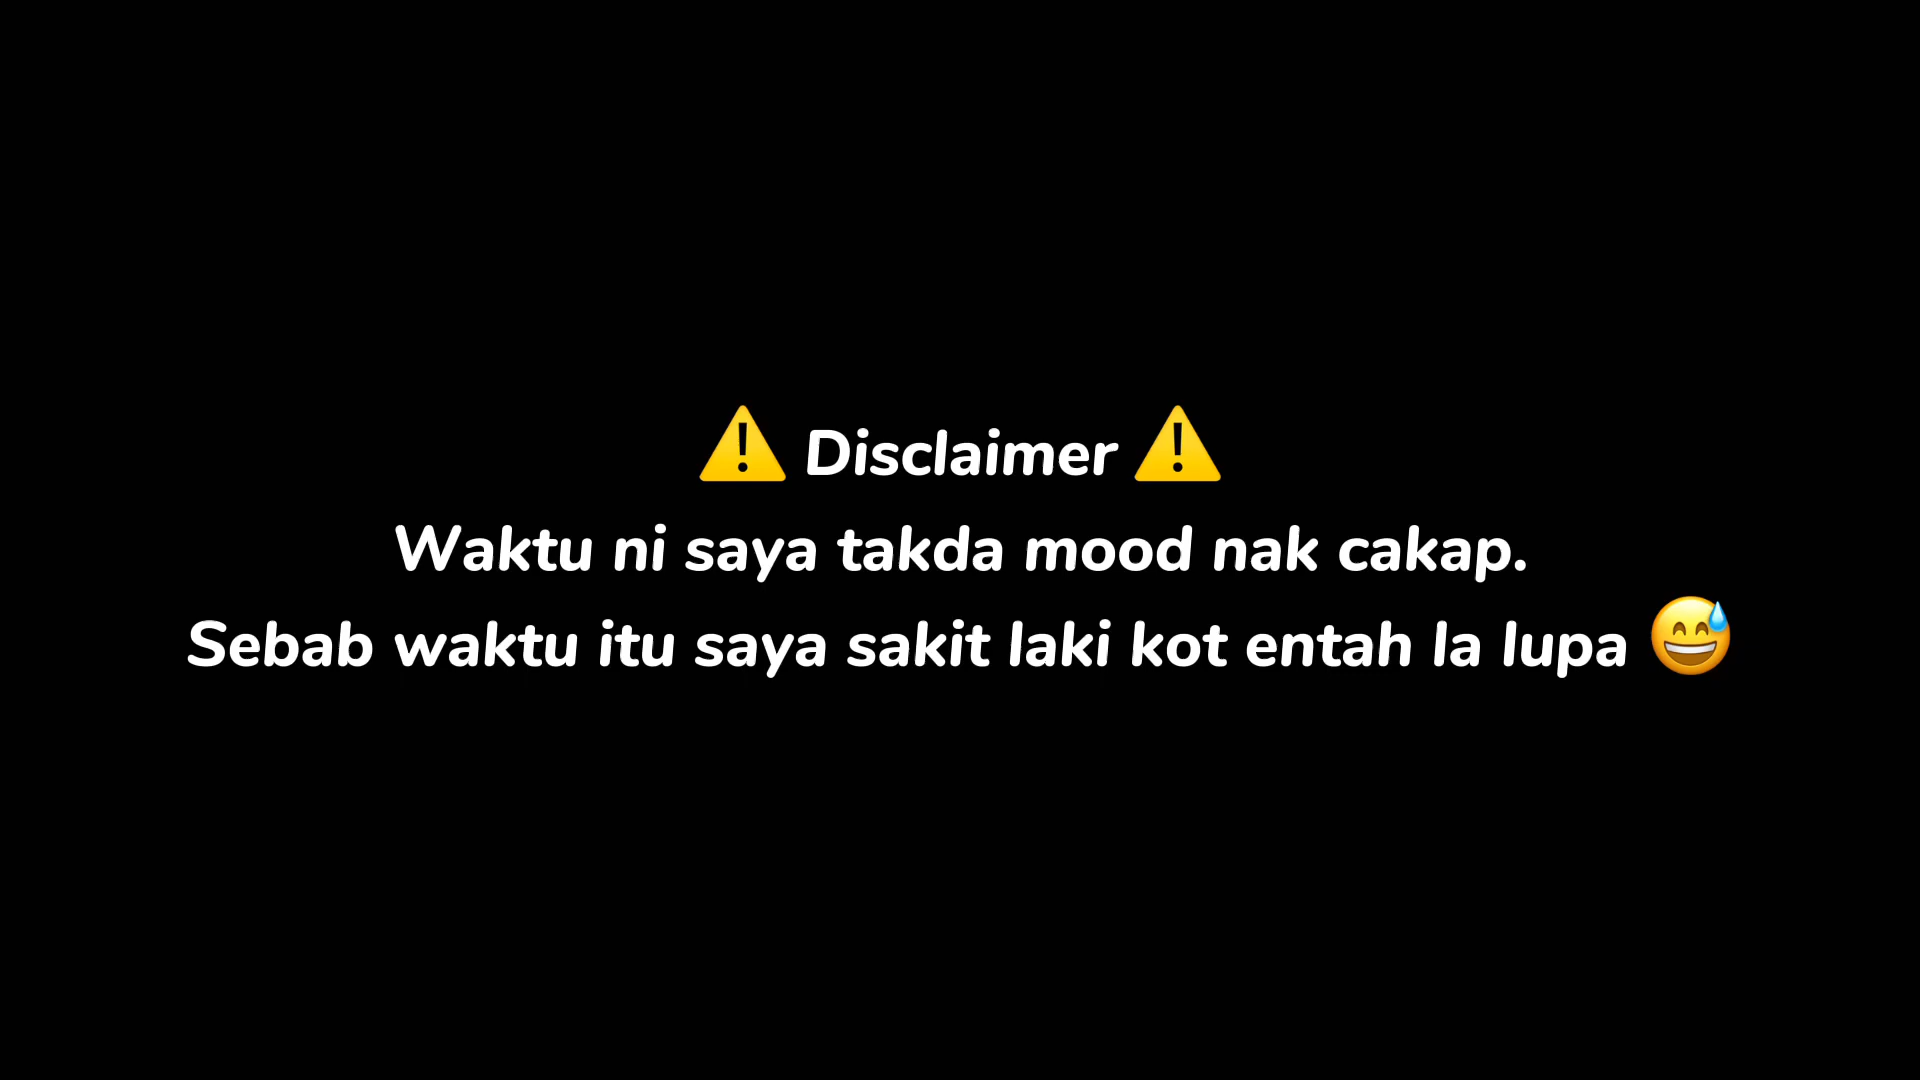 ⚠️ Disclaimer ⚠️
Waktu ni saya takda mood nak cakap.
Sebab waktu itu saya sakit laki kot entah la lupa 😅